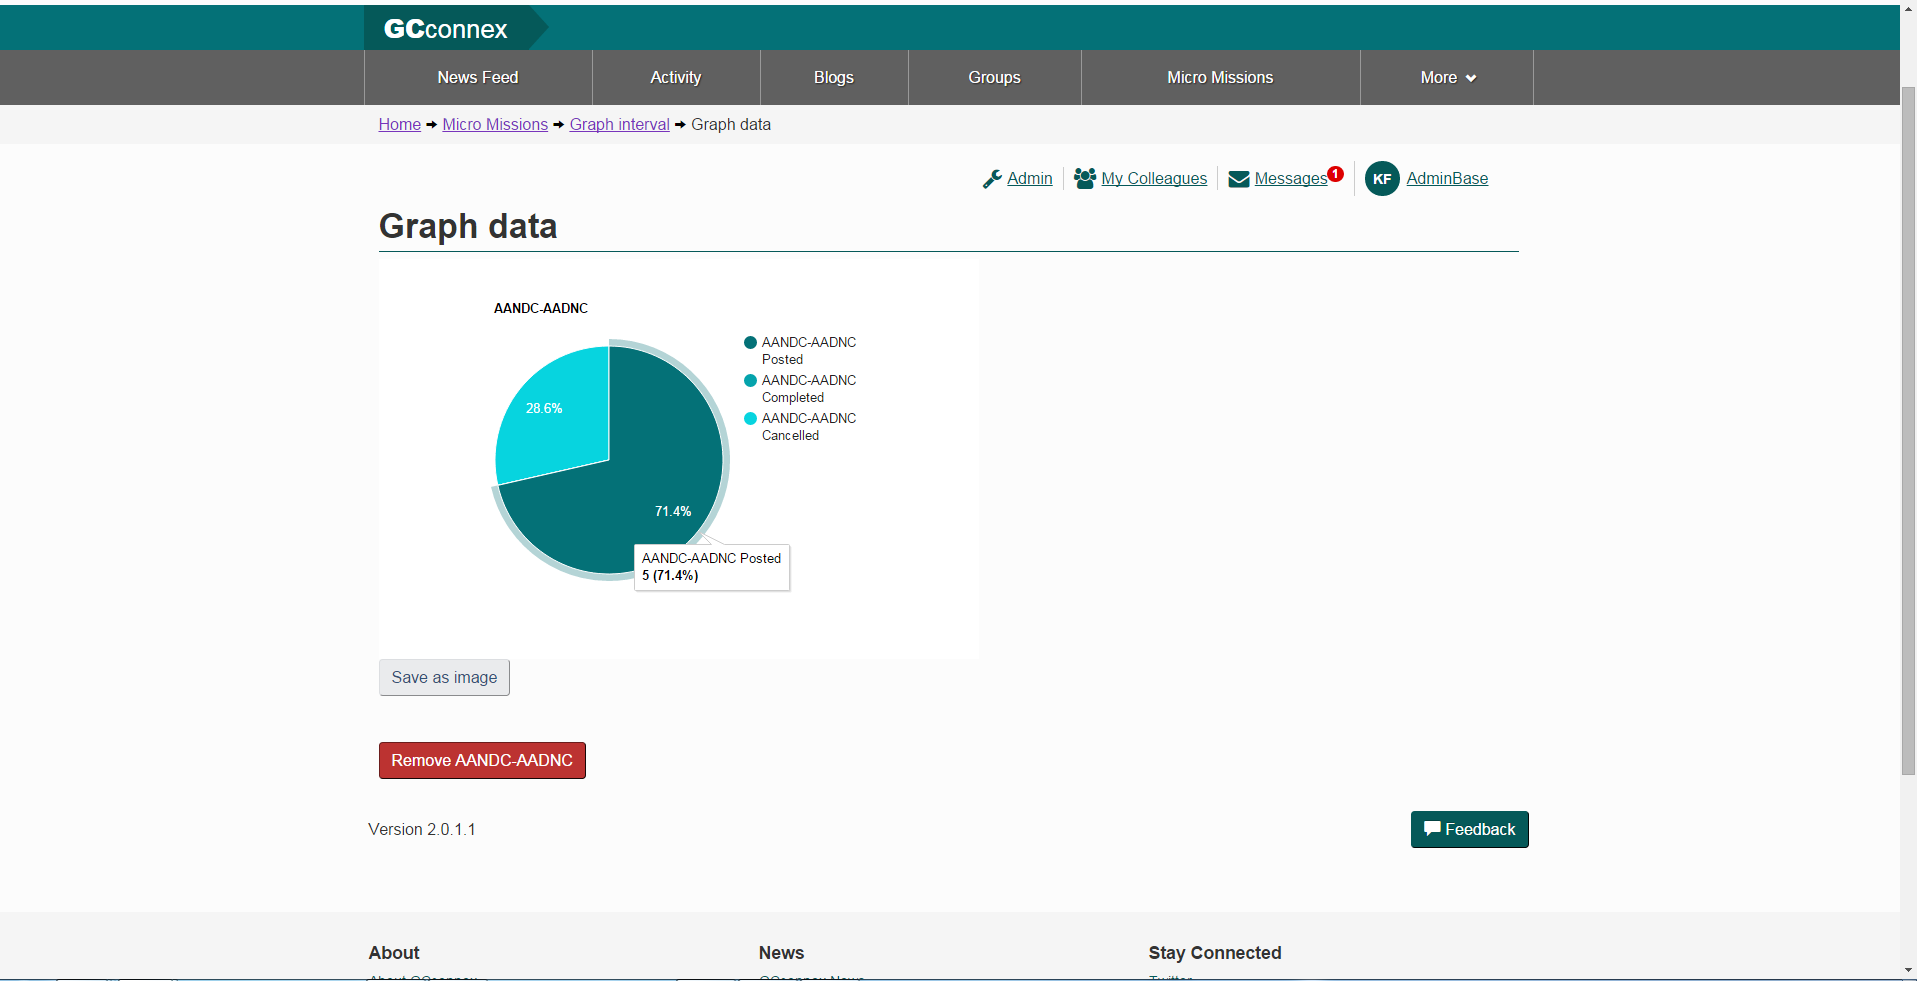 GCconnex
News Feed Activity Blogs Groups Micro Missions More
Home Micro Missions Graph interval Graph data
Admin My Colleagues Messages 1 KF AdminBase
Graph data
AANDC-AADNC
AANDC-AADNC
Posted
AANDC-AADNC
Completed
AANDC-AADNC
Cancelled
28.6%
71.4%
AANDC-AADNC Posted
5 (71.4%)
Save as image
Remove AANDC-AADNC
Version 2.0.1.1
Feedback
About News Stay Connected